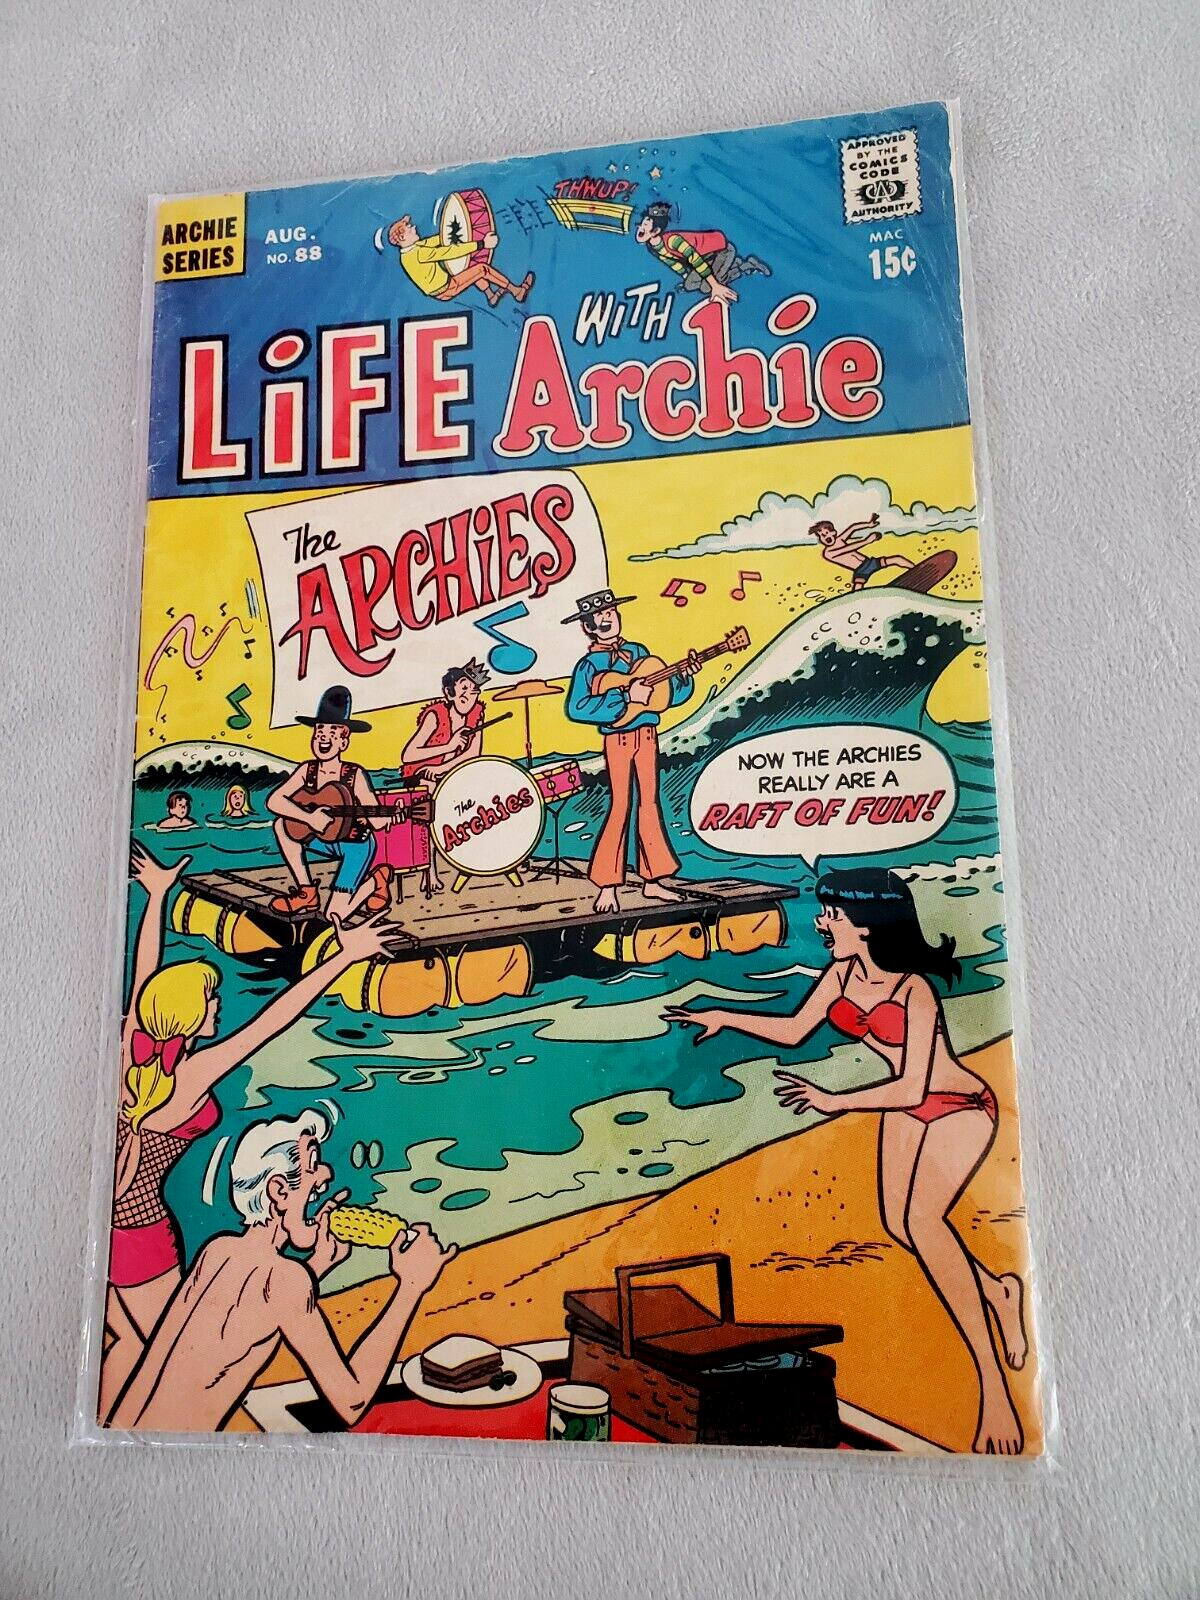 ARCHIE
SERIES
AUG.
NO. 88
THWUP!
APPROVED
BY THE
COMICS
CODE
CA
AUTHORITY
MAC
15¢
LiFE WITH Archie
The
ARCHiES
The
Archies
NOW THE ARCHIES
REALLY ARE A
RAFT OF FUN!